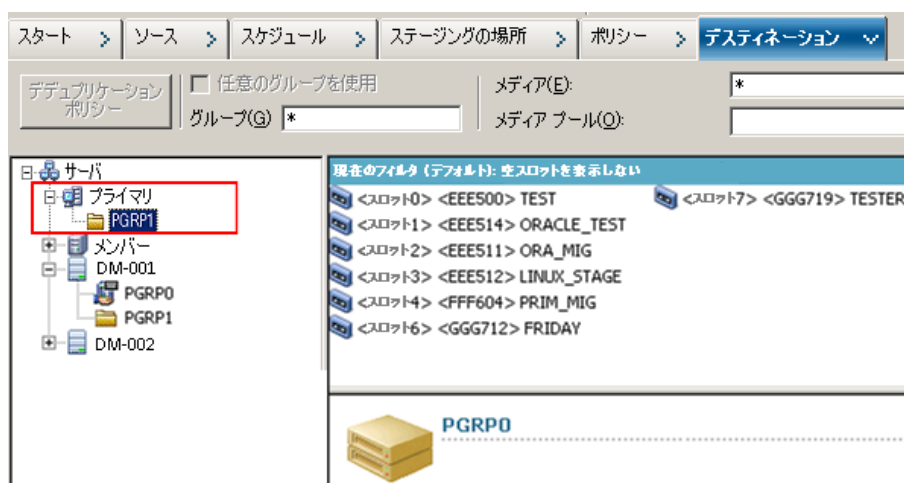 スタート ソース スケジュール ステージングの場所 ポリシー デスティネーション
デデュプリケーション
ポリシー
任意のグループを使用
グループ(G) *
メディア(E): *
メディア プール(O):
サーバ
プライマリ
PGRP1
メンバー
DM-001
PGRP0
PGRP1
DM-002
現在のフィルタ (デフォルト): 空スロットを表示しない
<スロット0> <EEE500> TEST
<スロット1> <EEE514> ORACLE_TEST
<スロット2> <EEE511> ORA_MIG
<スロット3> <EEE512> LINUX_STAGE
<スロット4> <FFF604> PRIM_MIG
<スロット6> <GGG712> FRIDAY
<スロット7> <GGG719> TESTER
PGRP0